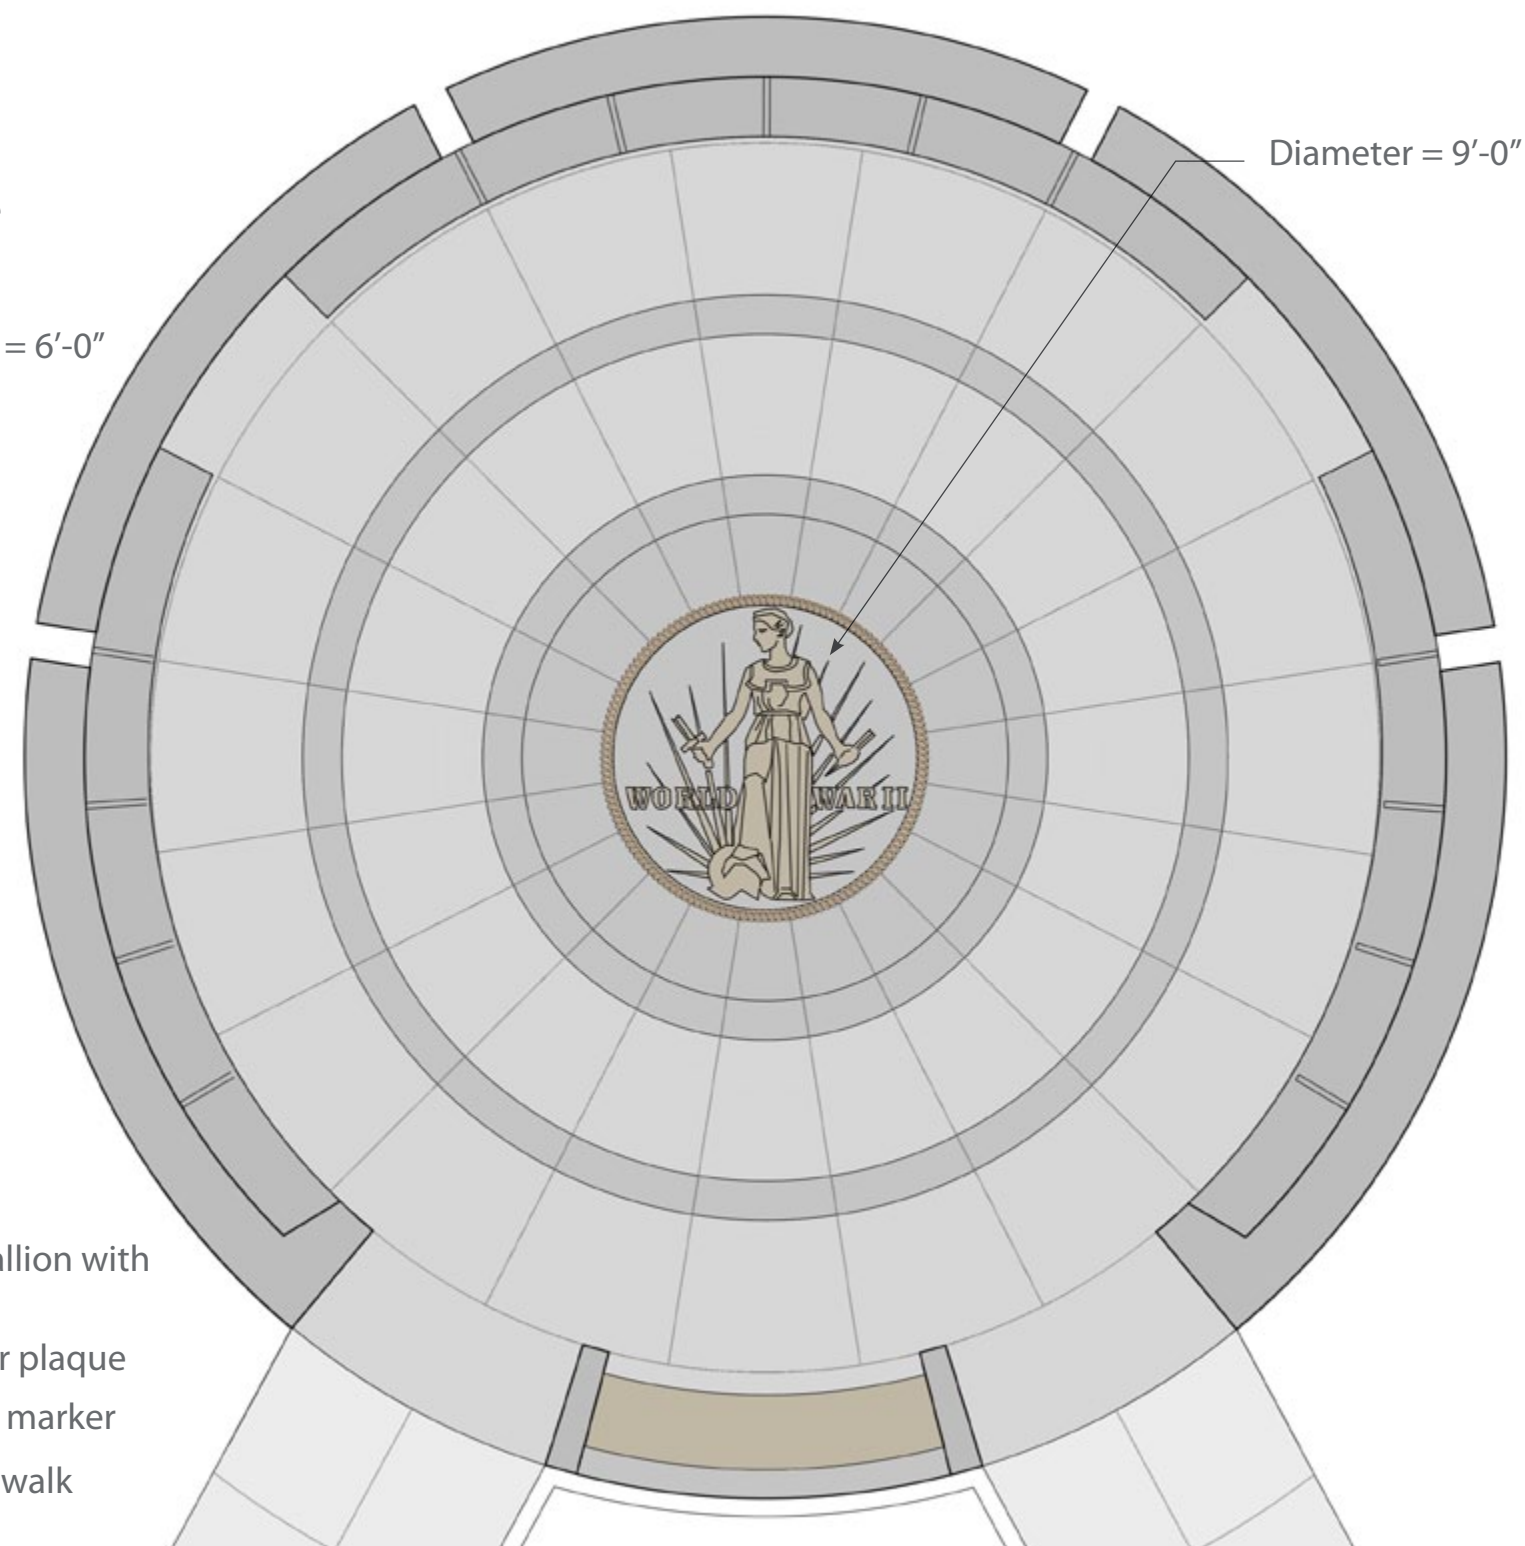 Diameter = 9’-0”
= 6’-0”
WORLD WAR II
allion with
r plaque
marker
walk